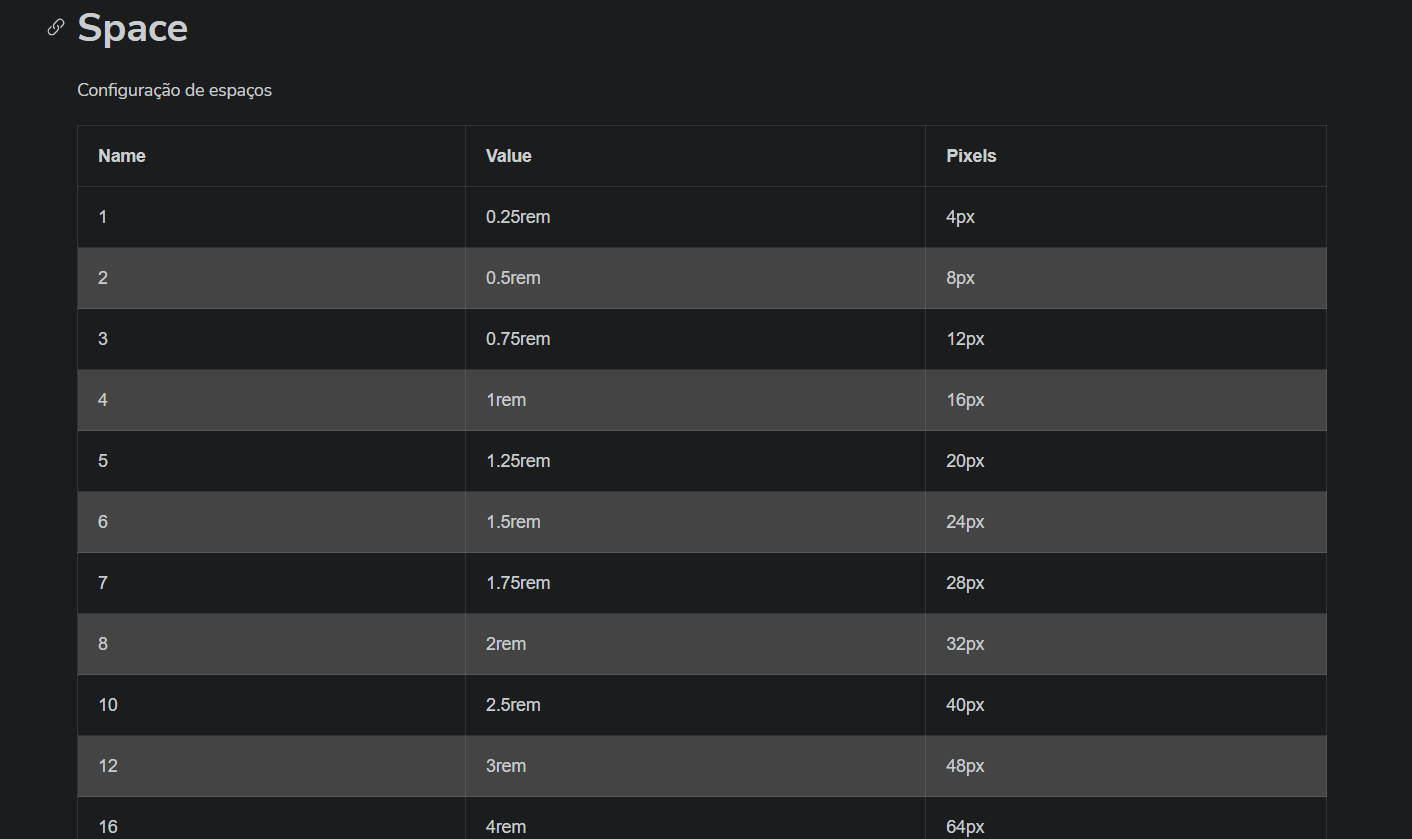 Space
Configuração de espaços
Name Value Pixels
1 0.25rem 4px
2 0.5rem 8px
3 0.75rem 12px
4 1rem 16px
5 1.25rem 20px
6 1.5rem 24px
7 1.75rem 28px
8 2rem 32px
10 2.5rem 40px
12 3rem 48px
16 4rem 64px